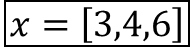 x = [3,4,6]